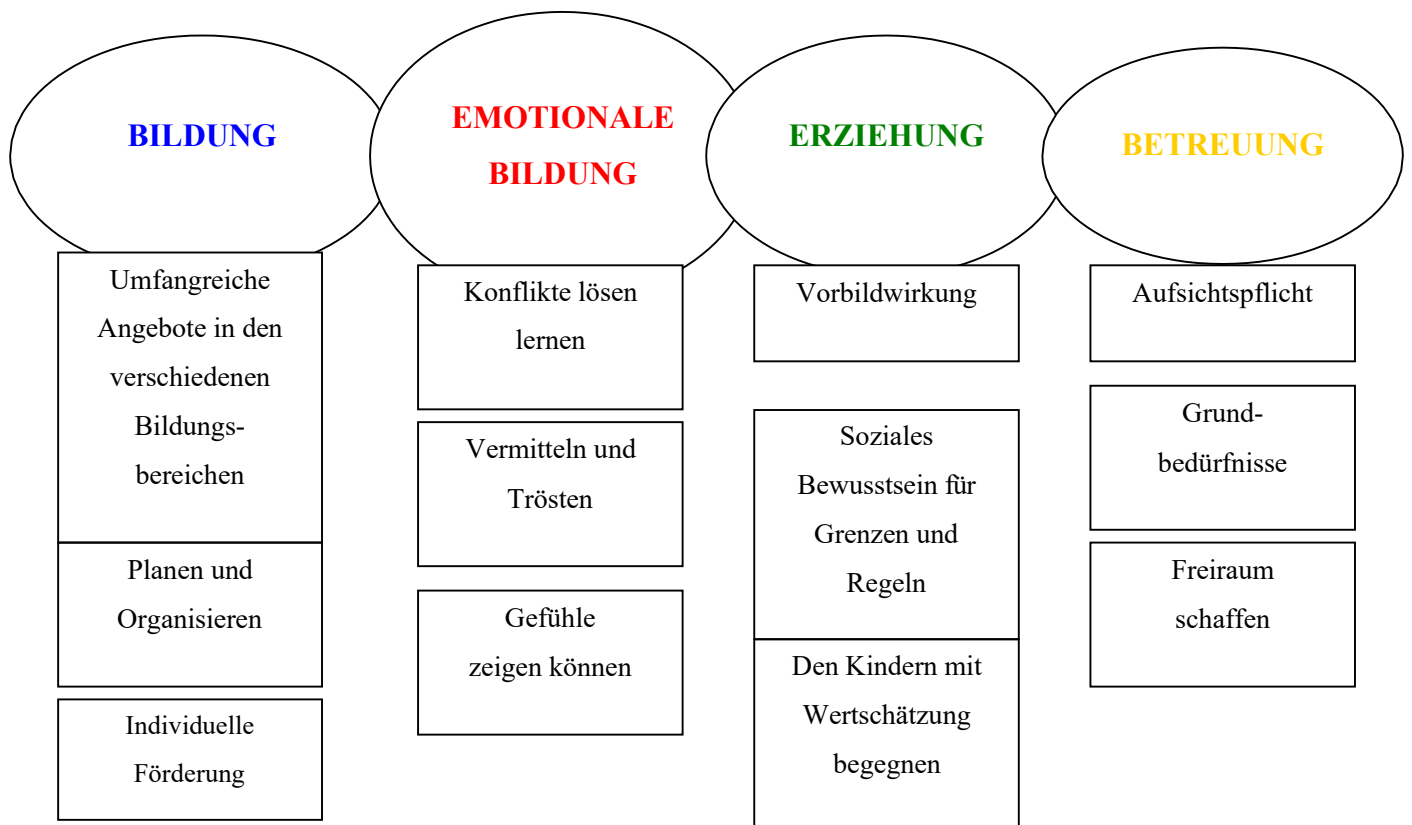 BILDUNG
Umfangreiche
Angebote in den
verschiedenen
Bildungs-
bereichen
Planen und
Organisieren
Individuelle
Förderung
EMOTIONALE
BILDUNG
Konflikte lösen
lernen
Vermitteln und
Trösten
Gefühle
zeigen können
ERZIEHUNG
Vorbildwirkung
Soziales
Bewusstsein für
Grenzen und
Regeln
Den Kindern mit
Wertschätzung
begegnen
BETREUUNG
Aufsichtspflicht
Grund-
bedürfnisse
Freiraum
schaffen